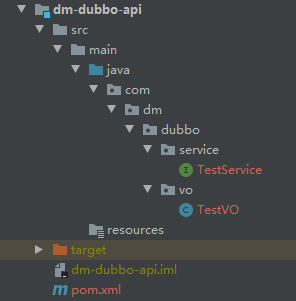 dm-dubbo-api
src
main
java
com
dm
dubbo
service
TestService
vo
TestVO
resources
target
dm-dubbo-api.iml
pom.xml